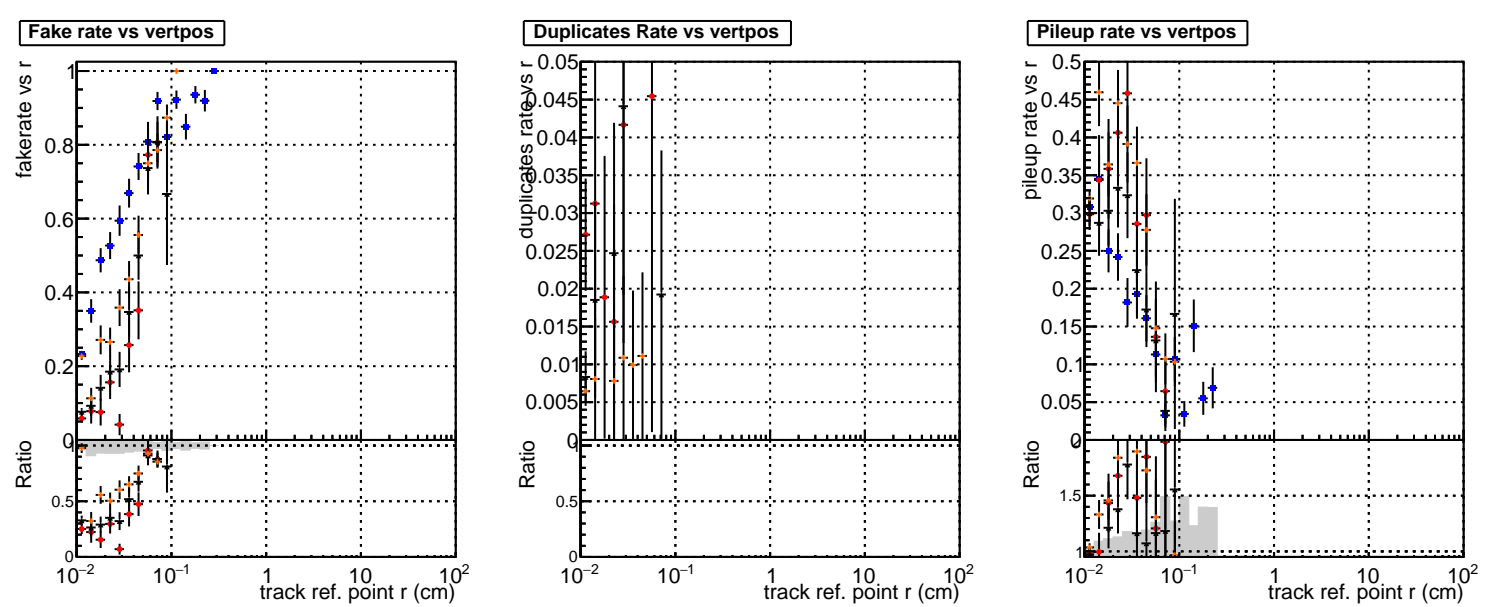 Fake rate vs vertpos
fakerate vs r
1
0.8
0.6
0.4
0.2
0
Ratio
0.5
0
10⁻² 10⁻¹ 1 10 10²
track ref. point r (cm)
Duplicates Rate vs vertpos
duplicates rate vs r
0.05
0.045
0.04
0.035
0.03
0.025
0.02
0.015
0.01
0.005
0
Ratio
1
0.5
0
10⁻² 10⁻¹ 1 10 10²
track ref. point r (cm)
Pileup rate vs vertpos
pileup rate vs r
0.5
0.45
0.4
0.35
0.3
0.25
0.2
0.15
0.1
0.05
0
Ratio
1.5
1
10⁻² 10⁻¹ 1 10 10²
track ref. point r (cm)